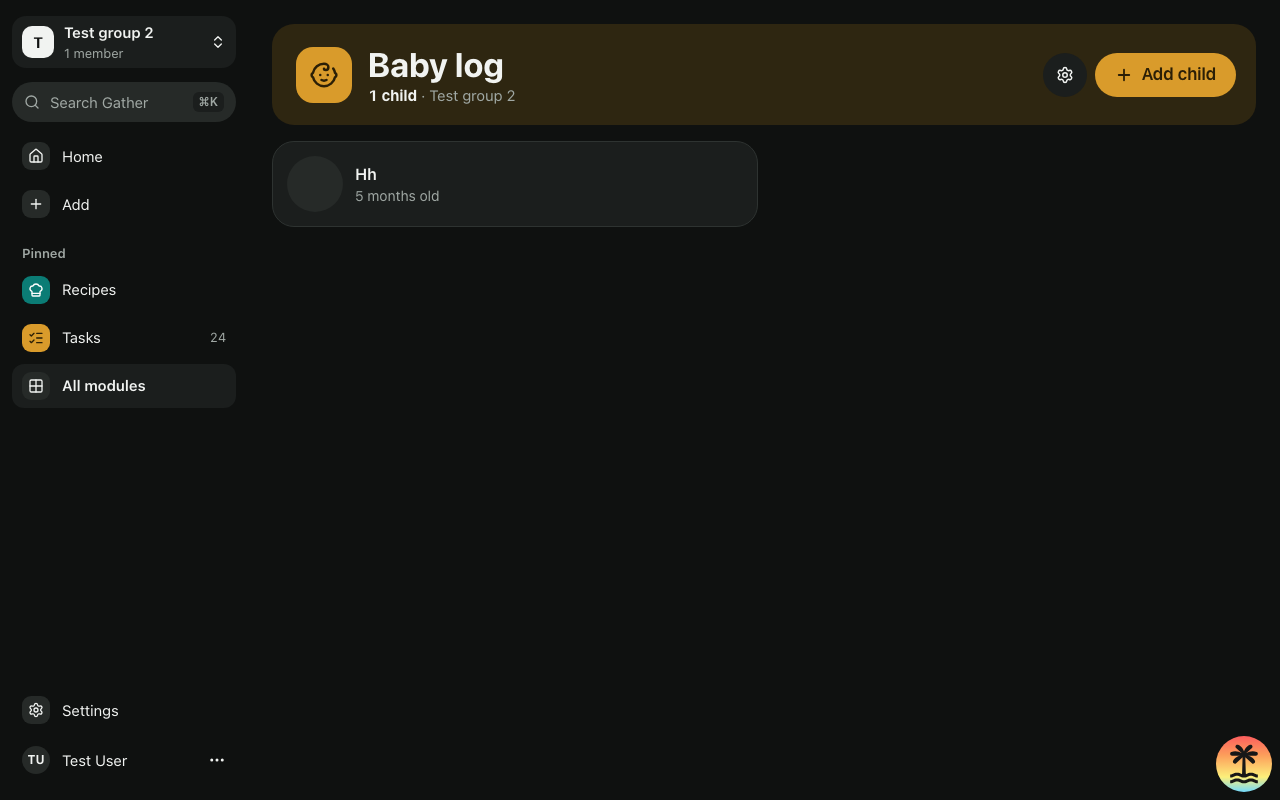 T
Test group 2
1 member
Search Gather
⌘K
Home
Add
Pinned
Recipes
Tasks
24
All modules
Settings
TU
Test User
Baby log
1 child · Test group 2
Add child
Hh
5 months old